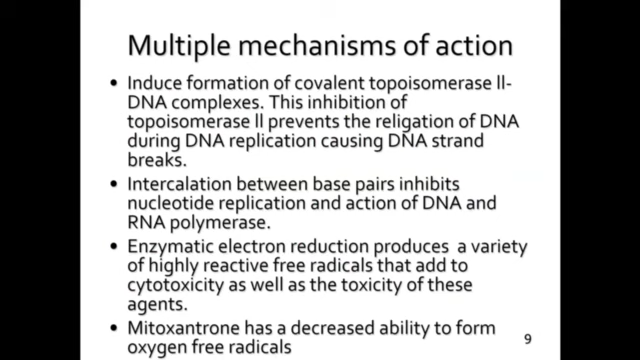 Multiple mechanisms of action
• Induce formation of covalent topoisomerase ll-
DNA complexes. This inhibition of
topoisomerase ll prevents the religation of DNA
during DNA replication causing DNA strand
breaks.
• Intercalation between base pairs inhibits
nucleotide replication and action of DNA and
RNA polymerase.
• Enzymatic electron reduction produces a variety
of highly reactive free radicals that add to
cytotoxicity as well as the toxicity of these
agents.
• Mitoxantrone has a decreased ability to form
oxygen free radicals
9